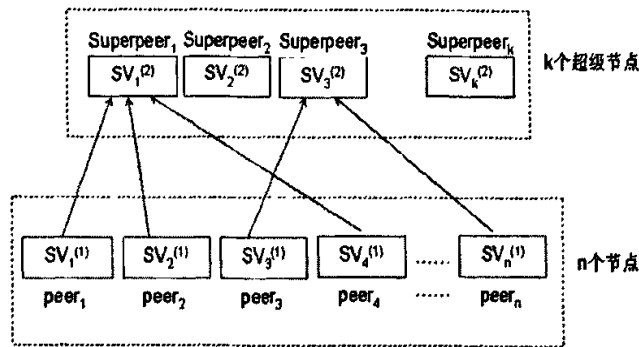 Superpeer₁ Superpeer₂ Superpeer₃ Superpeerₖ
SV₁⁽²⁾ SV₂⁽²⁾ SV₃⁽²⁾ SVₖ⁽²⁾
k个超级节点
SV₁⁽¹⁾ SV₂⁽¹⁾ SV₃⁽¹⁾ SV₄⁽¹⁾ ...... SVₙ⁽¹⁾
n个节点
peer₁ peer₂ peer₃ peer₄ ...... peerₙ